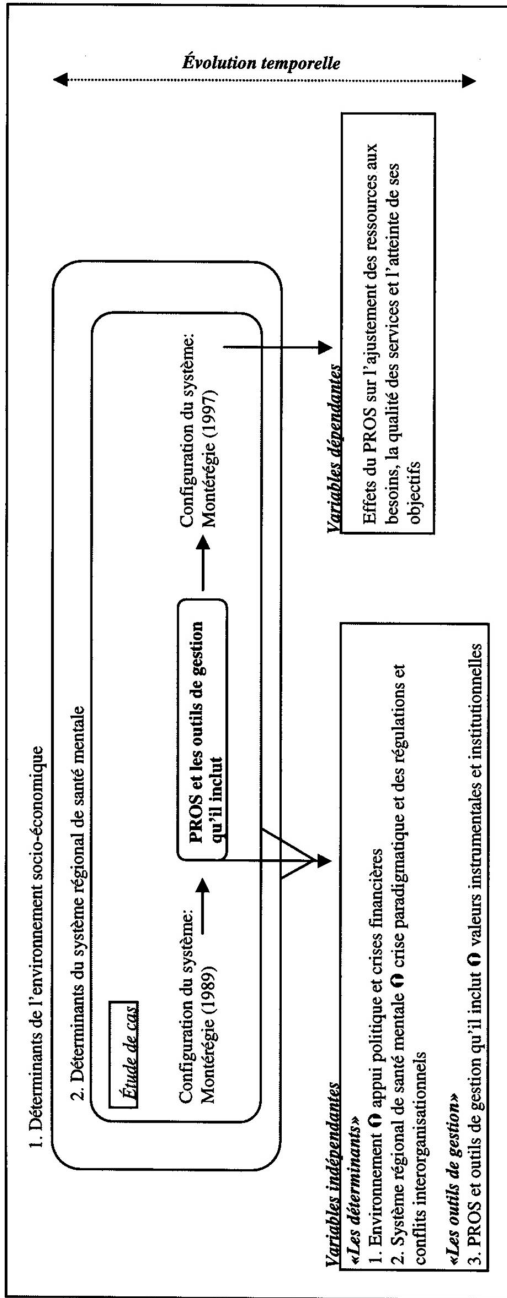 1. Déterminants de l'environnement socio-économique
2. Déterminants du système régional de santé mentale
Étude de cas
Configuration du système:
Montérégie (1989)
PROS et les outils de gestion
qu'il inclut
Configuration du système:
Montérégie (1997)
Évolution temporelle
Variables indépendantes
«Les déterminants»
1. Environnement ⓿ appui politique et crises financières
2. Système régional de santé mentale ⓿ crise paradigmatique et des régulations et
conflits interorganisationnels
«Les outils de gestion»
3. PROS et outils de gestion qu'il inclut ⓿ valeurs instrumentales et institutionnelles
Variables dépendantes
Effets du PROS sur l'ajustement des ressources aux
besoins, la qualité des services et l'atteinte de ses
objectifs